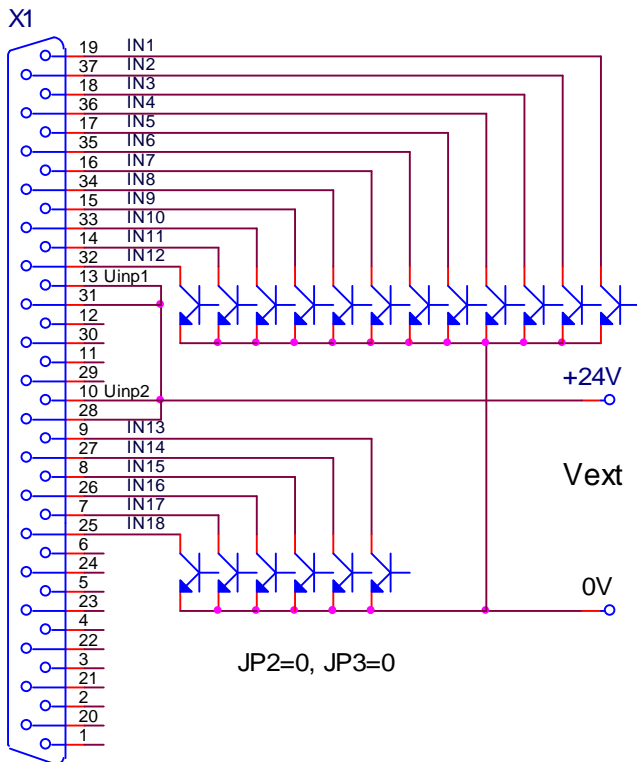 X1
19 IN1
37 IN2
18 IN3
36 IN4
17 IN5
35 IN6
16 IN7
34 IN8
15 IN9
33 IN10
14 IN11
32 IN12
13 Uinp1
31
12
30
11
29
10 Uinp2
+24V
28
9 IN13
27 IN14
8 IN15
Vext
26 IN16
7 IN17
25 IN18
6
24
5
0V
23
4
22
3
JP2=0, JP3=0
21
2
20
1